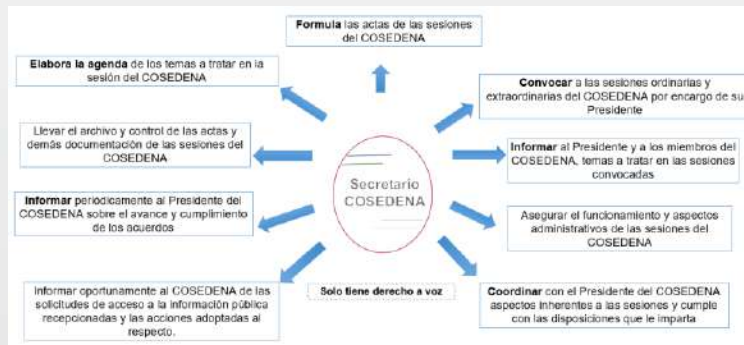 Formula las actas de las sesiones
del COSEDENA
Elabora la agenda de los temas a tratar en la
sesión del COSEDENA
Convocar a las sesiones ordinarias y
extraordinarias del COSEDENA por encargo de su
Presidente
Llevar el archivo y control de las actas y
demás documentación de las sesiones del
COSEDENA
Informar al Presidente y a los miembros del
COSEDENA, temas a tratar en las sesiones
convocadas
Secretario
COSEDENA
Informar periódicamente al Presidente del
COSEDENA sobre el avance y cumplimiento
de los acuerdos
Asegurar el funcionamiento y aspectos
administrativos de las sesiones del
COSEDENA
Informar oportunamente al COSEDENA de las
solicitudes de acceso a la información pública
recepcionadas y las acciones adoptadas al
respecto.
Solo tiene derecho a voz
Coordinar con el Presidente del COSEDENA
aspectos inherentes a las sesiones y cumple
con las disposiciones que le imparta